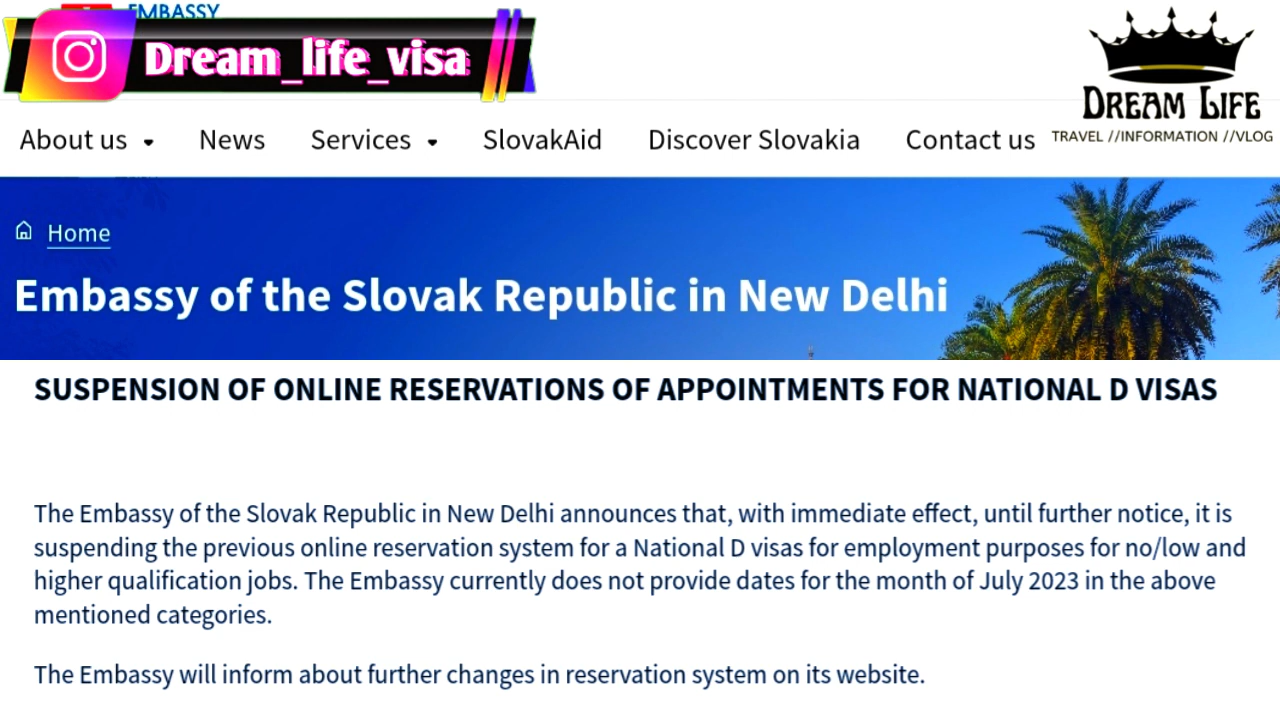 EMBASSY
Dream_life_visa
DREAM LIFE
TRAVEL //INFORMATION //VLOG
About us News Services SlovakAid Discover Slovakia Contact us
Home
Embassy of the Slovak Republic in New Delhi
SUSPENSION OF ONLINE RESERVATIONS OF APPOINTMENTS FOR NATIONAL D VISAS
The Embassy of the Slovak Republic in New Delhi announces that, with immediate effect, until further notice, it is
suspending the previous online reservation system for a National D visas for employment purposes for no/low and
higher qualification jobs. The Embassy currently does not provide dates for the month of July 2023 in the above
mentioned categories.
The Embassy will inform about further changes in reservation system on its website.